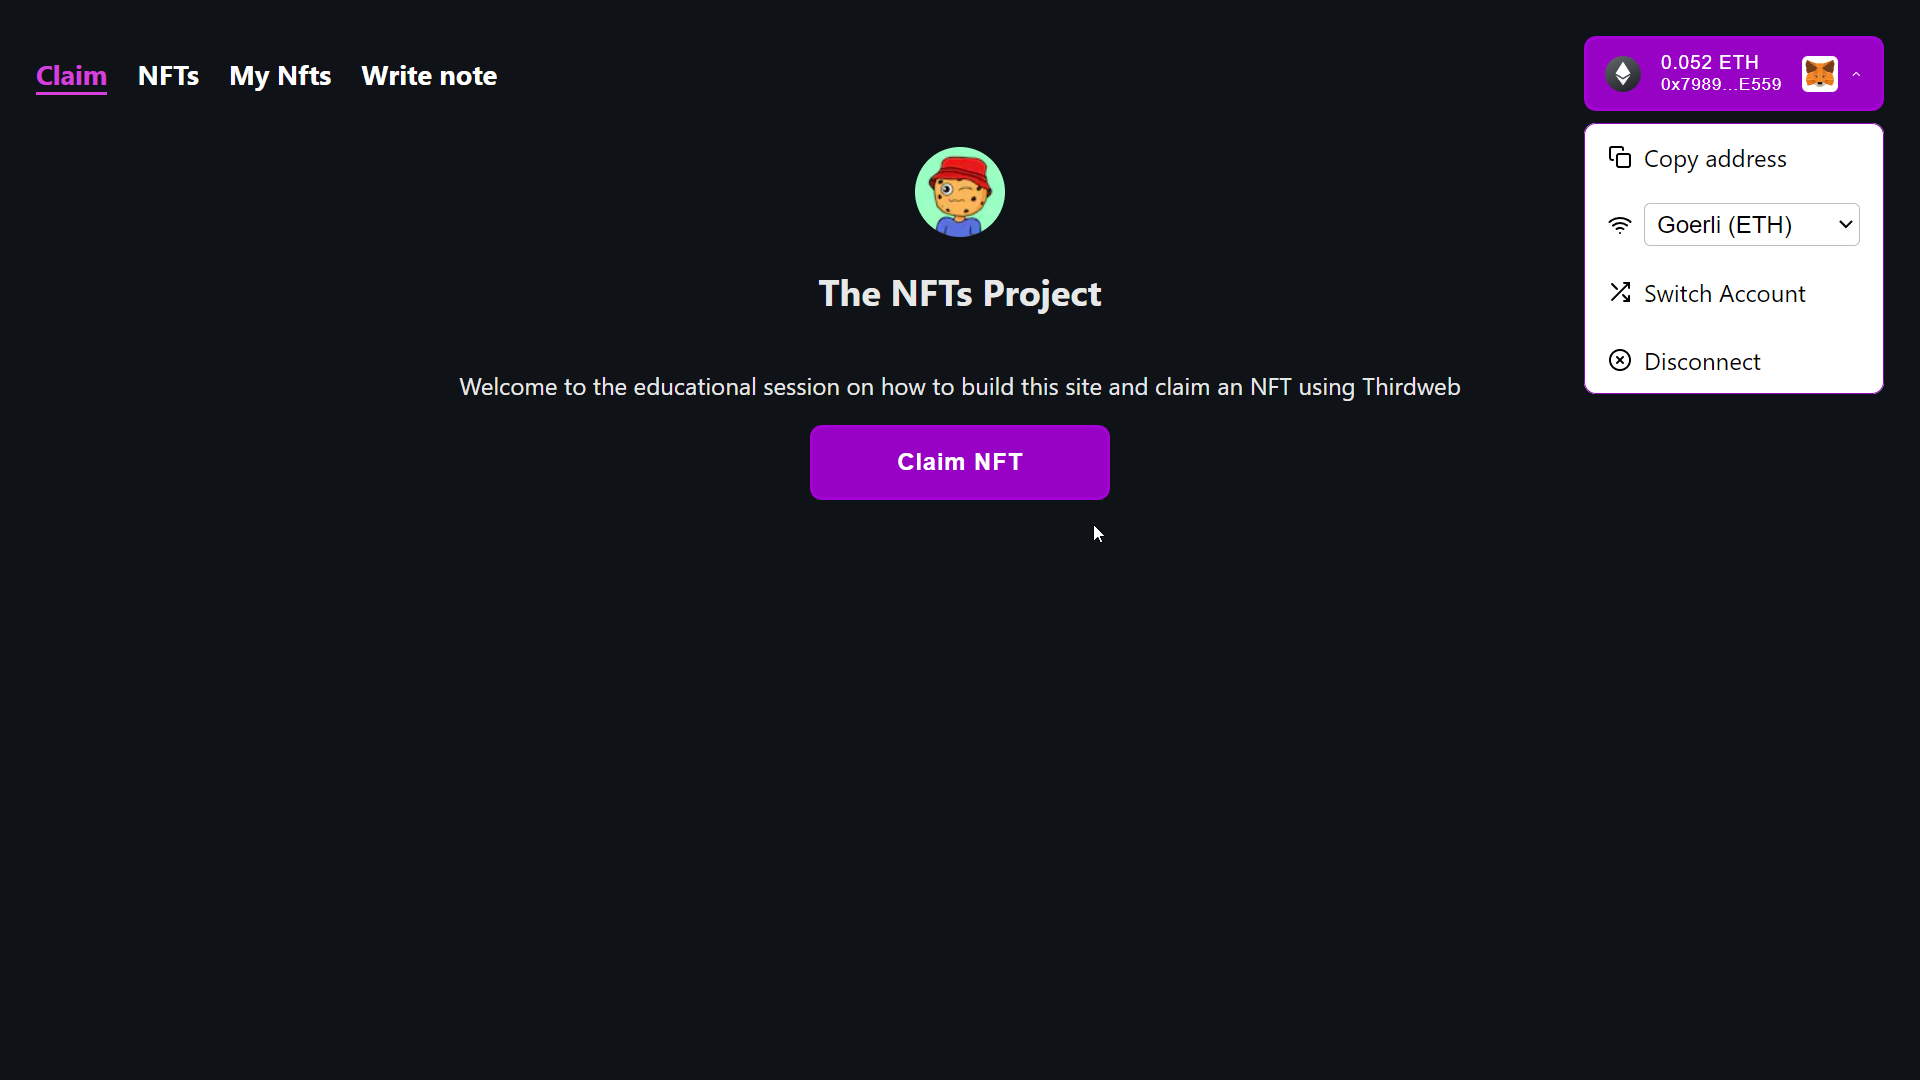 Claim NFTs My Nfts Write note
0.052 ETH
0x7989...E559
Copy address
Goerli (ETH)
Switch Account
Disconnect
The NFTs Project
Welcome to the educational session on how to build this site and claim an NFT using Thirdweb
Claim NFT